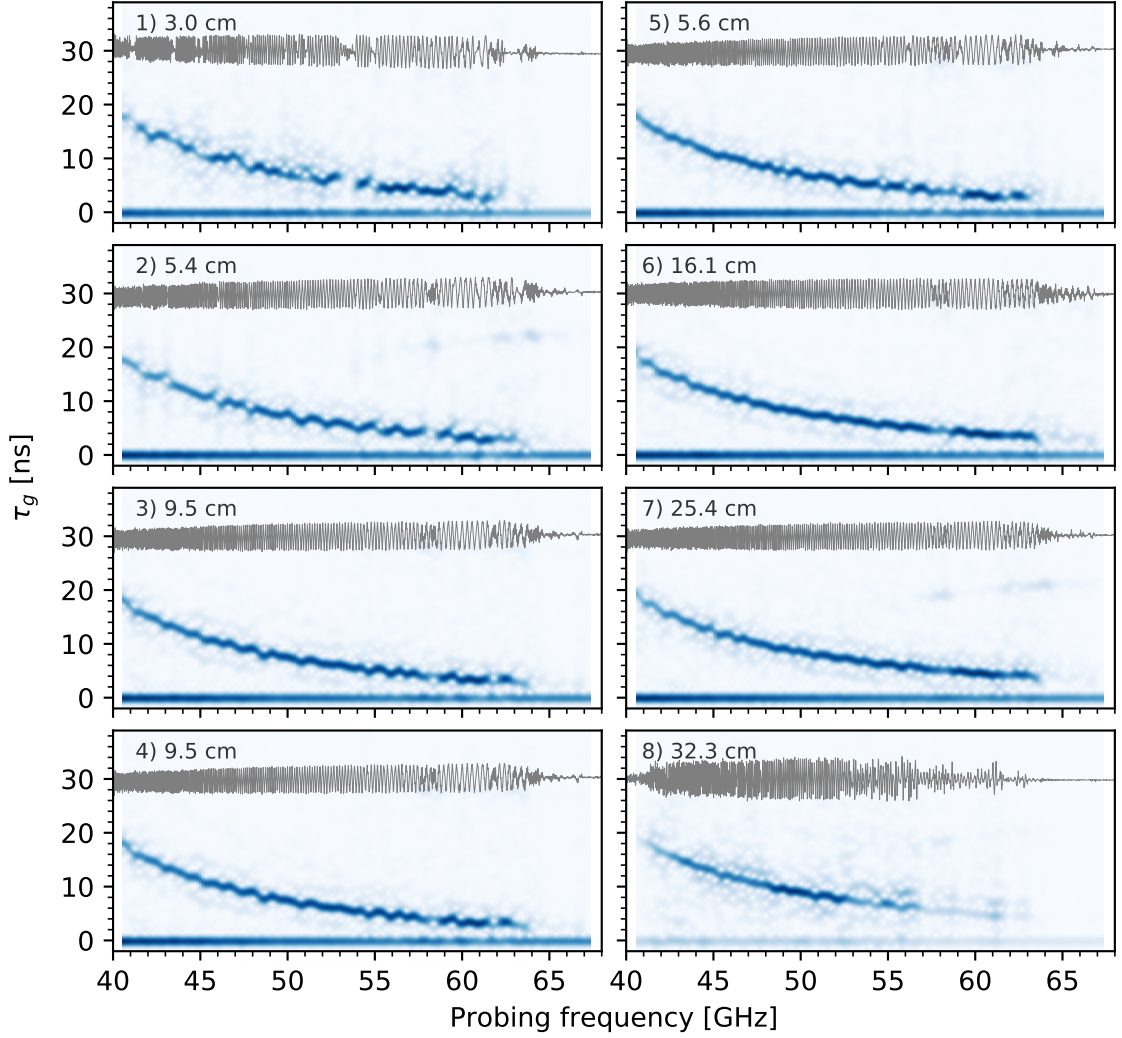 1) 3.0 cm
30
20
10
0
5) 5.6 cm
2) 5.4 cm
30
20
10
0
6) 16.1 cm
3) 9.5 cm
30
20
10
0
7) 25.4 cm
4) 9.5 cm
30
20
10
0
8) 32.3 cm
τg [ns]
40 45 50 55 60 65 40 45 50 55 60 65
Probing frequency [GHz]